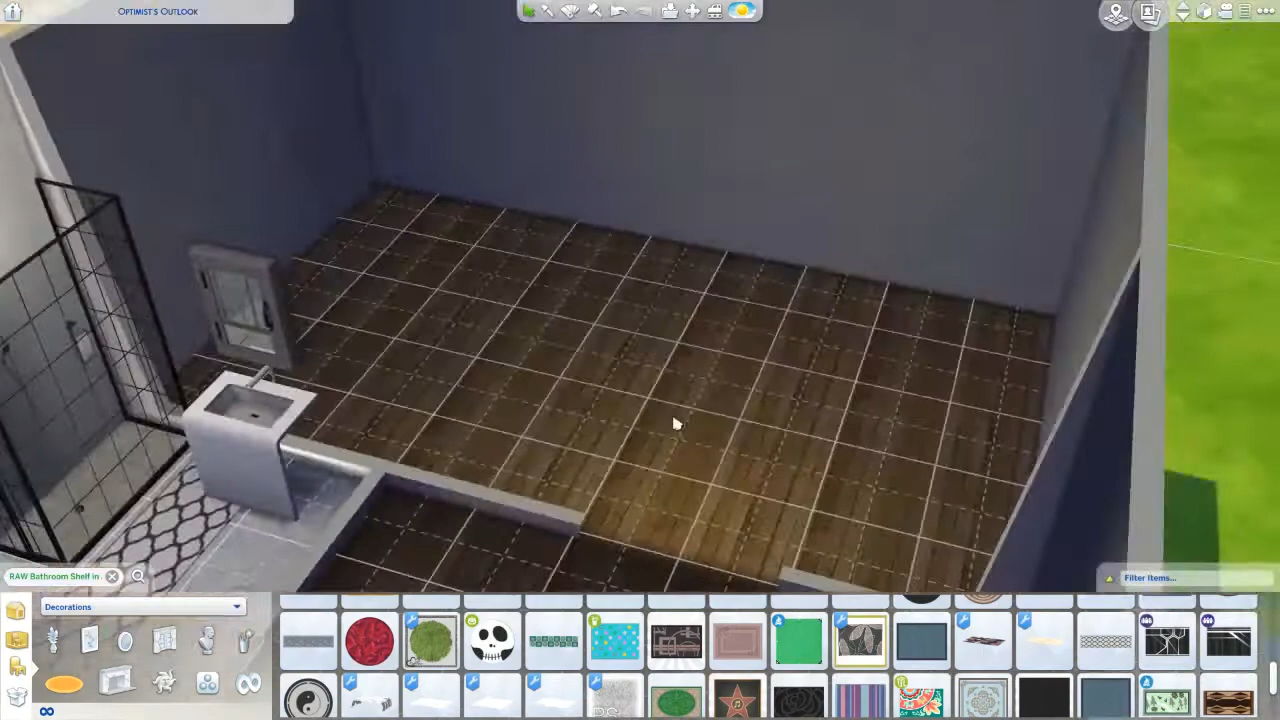 OPTIMIST'S OUTLOOK
RAW Bathroom Shelf in
Filter Items...
Decorations